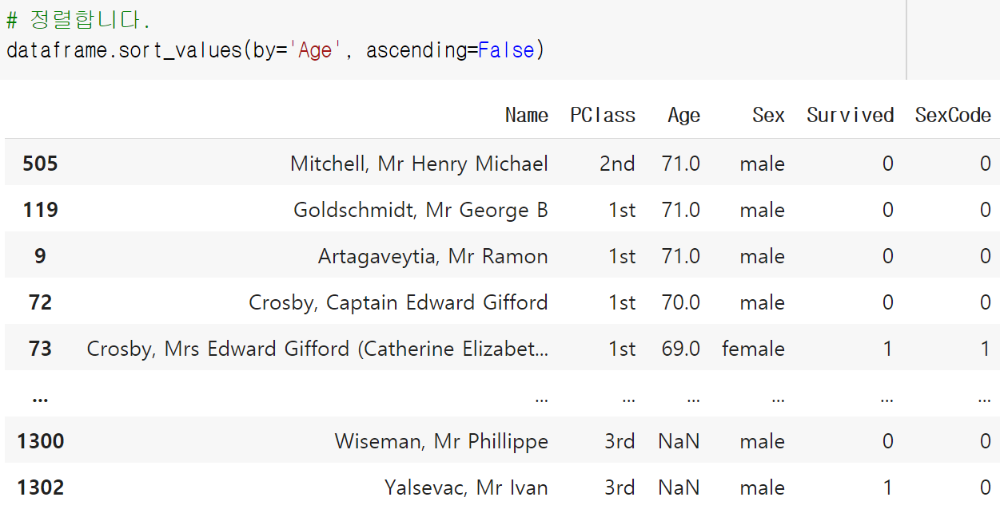 # 정렬합니다.
dataframe.sort_values(by='Age', ascending=False)
Name PClass Age Sex Survived SexCode
505 Mitchell, Mr Henry Michael 2nd 71.0 male 0 0
119 Goldschmidt, Mr George B 1st 71.0 male 0 0
9 Artagaveytia, Mr Ramon 1st 71.0 male 0 0
72 Crosby, Captain Edward Gifford 1st 70.0 male 0 0
73 Crosby, Mrs Edward Gifford (Catherine Elizabet... 1st 69.0 female 1 1
... ... ... ... ... ... ...
1300 Wiseman, Mr Phillippe 3rd NaN male 0 0
1302 Yalsevac, Mr Ivan 3rd NaN male 1 0